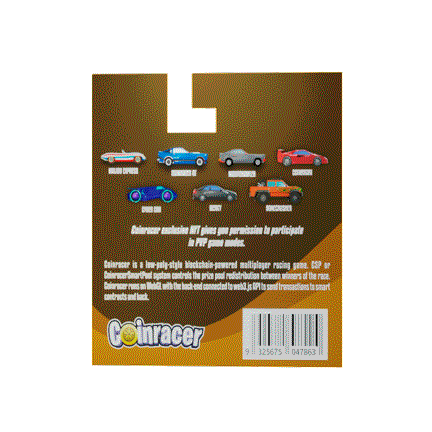 Coinracer exclusive NFT gives you permission to participate
in PVP game modes.
Coinracer is a low-poly-style blockchain-powered multiplayer racing game. CSP or
CoinracerSmartPool system controls the prize pool redistribution between winners of the race.
Coinracer runs on WebGL with the back-end connected to web3.js API to send transactions to smart
contracts and back.
Coinracer
9 125675 047863